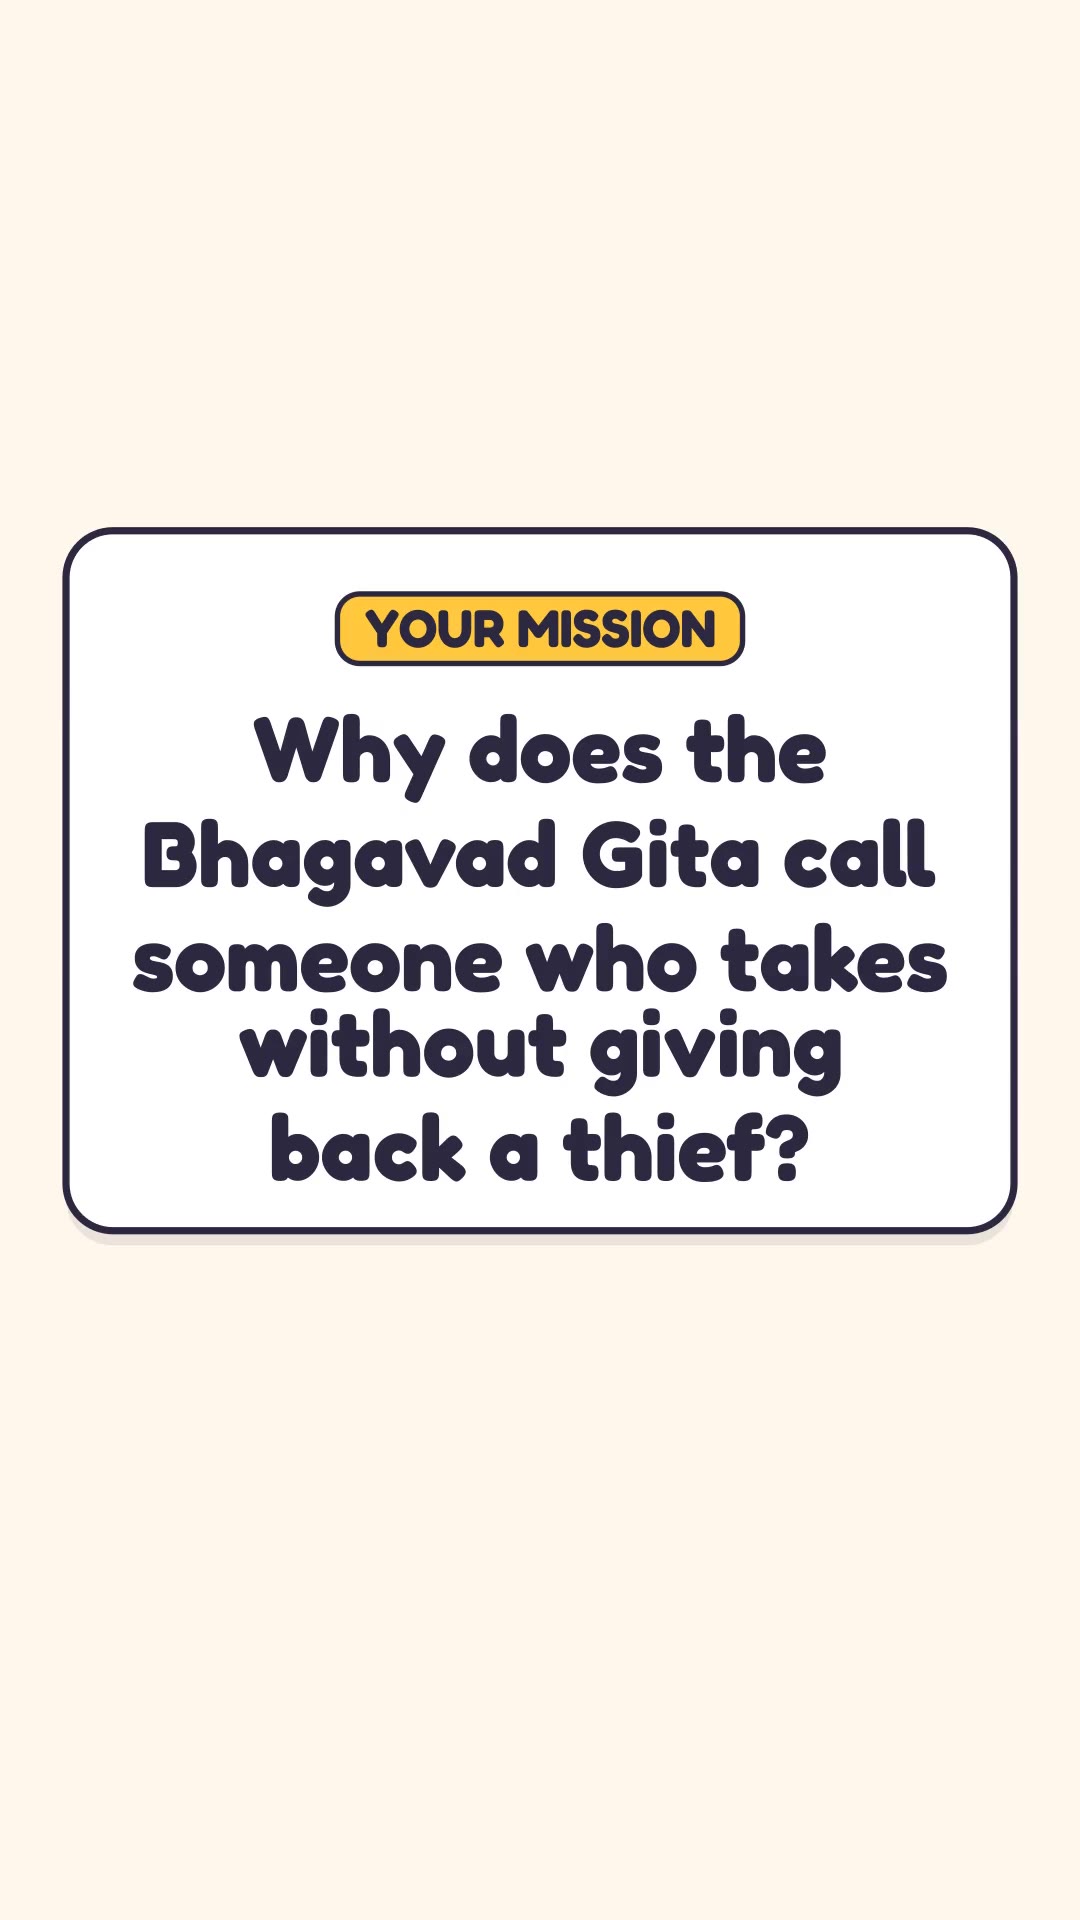 YOUR MISSION
Why does the
Bhagavad Gita call
someone who takes
without giving
back a thief?